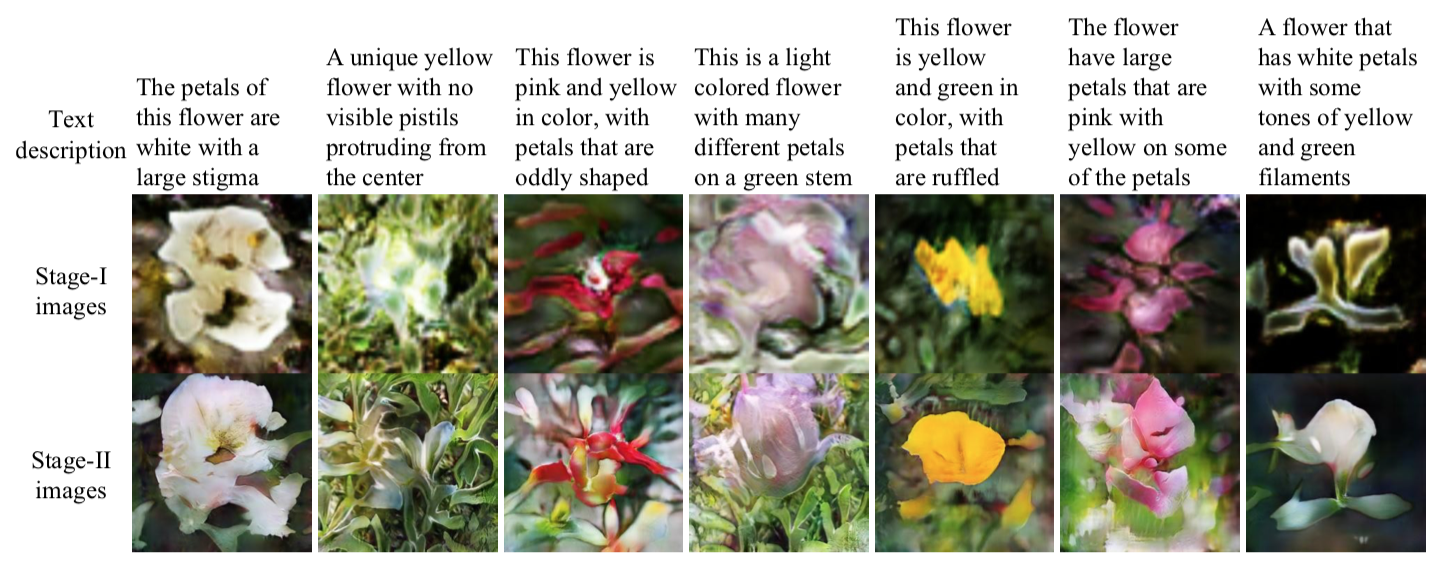 Text
description
The petals of
this flower are
white with a
large stigma
A unique yellow
flower with no
visible pistils
protruding from
the center
This flower is
pink and yellow
in color, with
petals that are
oddly shaped
This is a light
colored flower
with many
different petals
on a green stem
This flower
is yellow
and green in
color, with
petals that
are ruffled
The flower
have large
petals that are
pink with
yellow on some
of the petals
A flower that
has white petals
with some
tones of yellow
and green
filaments
Stage-I
images
Stage-II
images